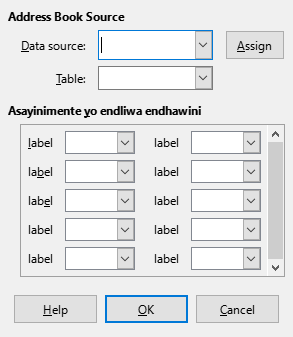 Address Book Source
Data source:
Assign
Table:
Asayinimente yo endliwa endhawini
label label
label label
label label
label label
label label
Help OK Cancel